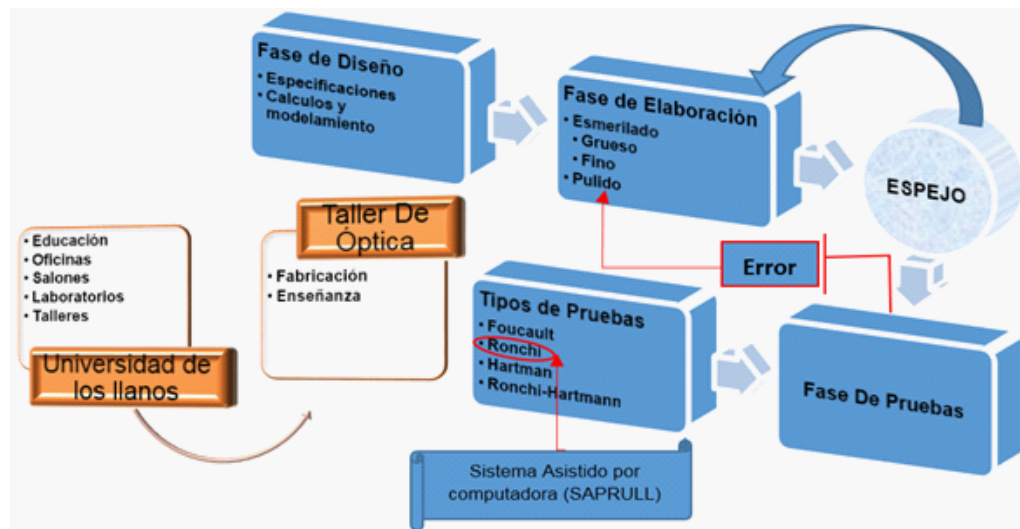 Fase de Diseño
• Especificaciones
• Calculos y
modelamiento
Fase de Elaboración
• Esmerilado
• Grueso
• Fino
• Pulido
ESPEJO
Taller De
Óptica
• Fabricación
• Enseñanza
• Educación
• Oficinas
• Salones
• Laboratorios
• Talleres
Universidad de
los llanos
Error
Tipos de Pruebas
• Foucault
• Ronchi
• Hartman
• Ronchi-Hartmann
Fase De Pruebas
Sistema Asistido por
computadora (SAPRULL)